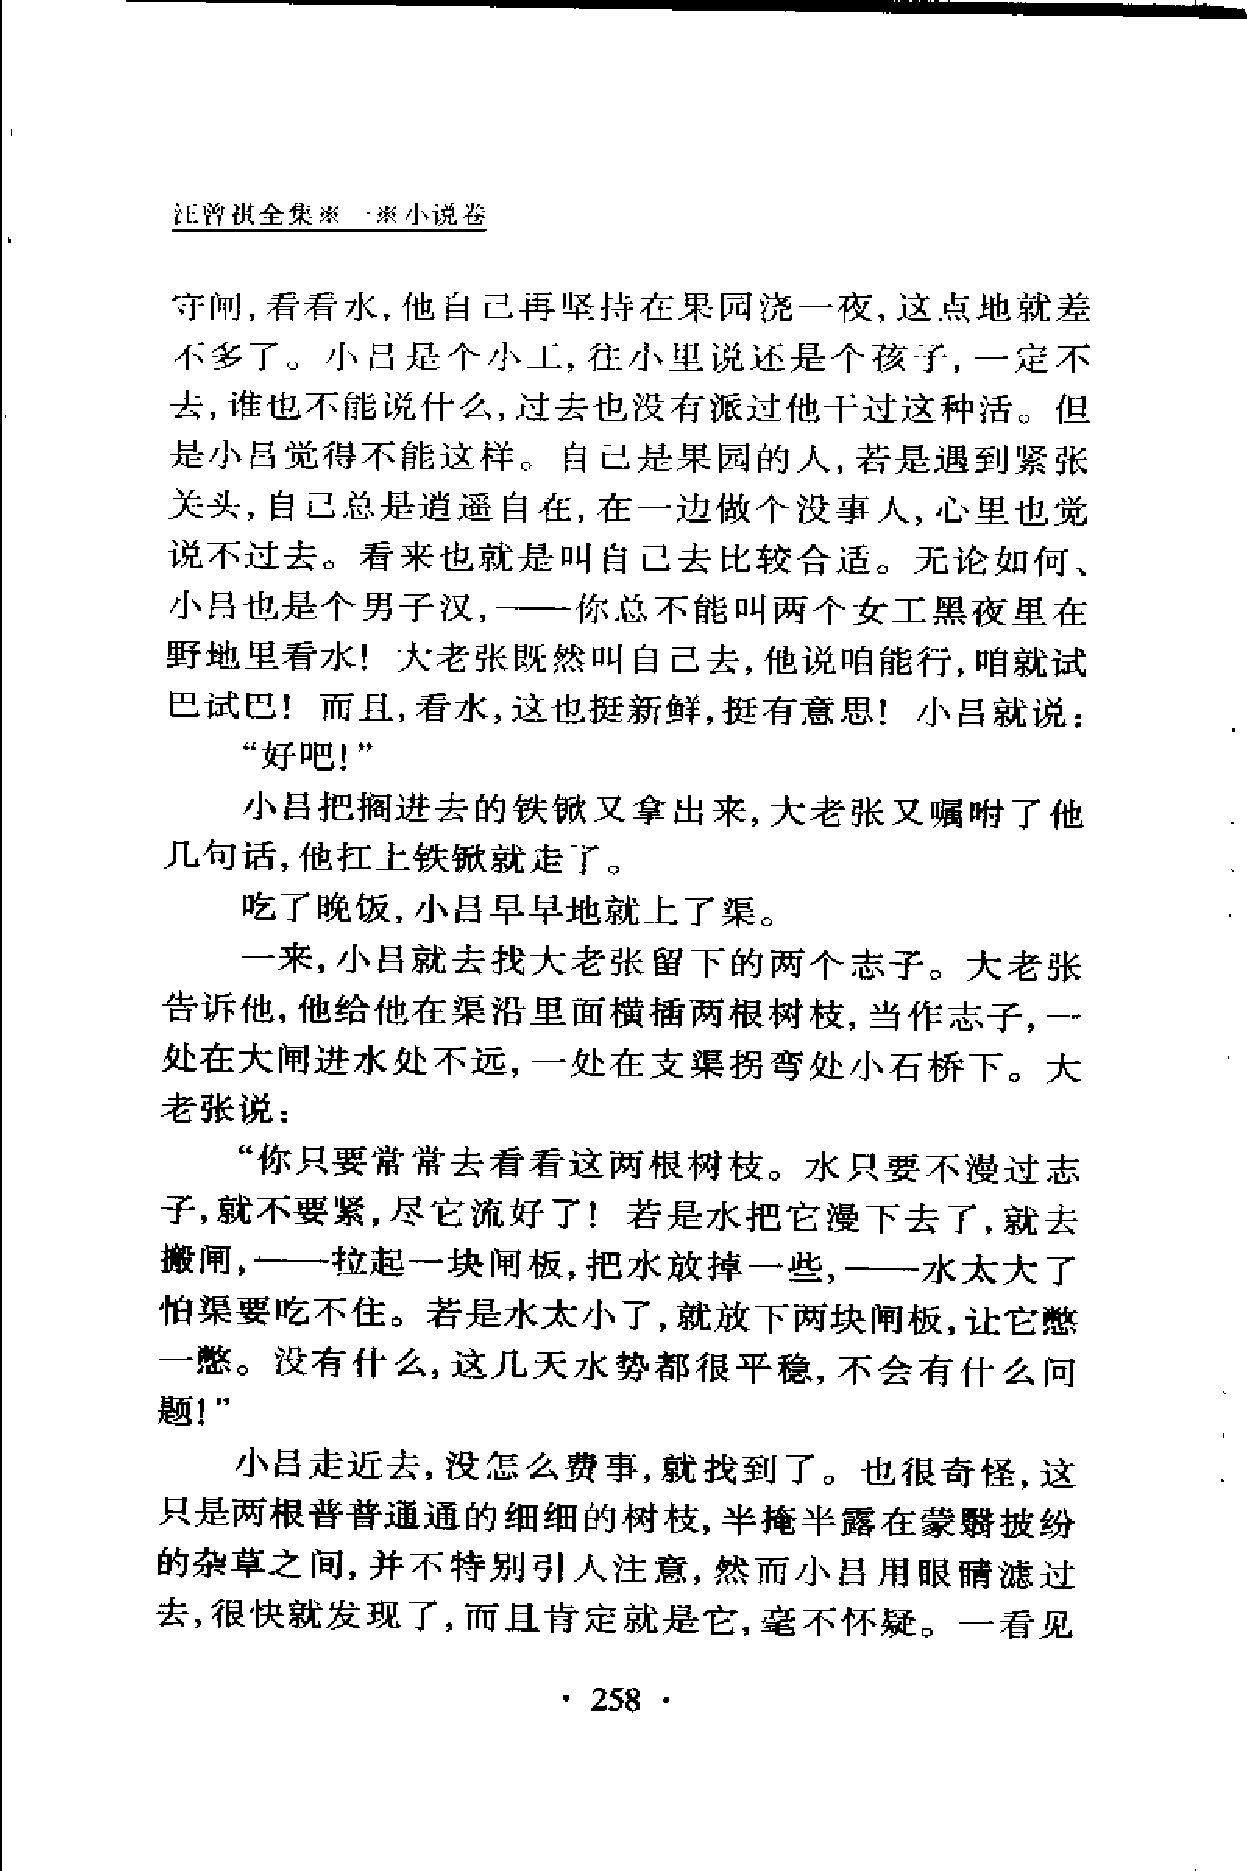 汪曾祺全集※一※小说卷
守闸,看看水,他自己再坚持在果园浇一夜,这点地就差
不多了。小吕是个小工,往小里说还是个孩子,一定不
去,谁也不能说什么,过去也没有派过他干过这种活。但
是小吕觉得不能这样。自己是果园的人,若是遇到紧张
关头,自己总是逍遥自在,在一边做个没事人,心里也觉
说不过去。看来也就是叫自己去比较合适。无论如何、
小吕也是个男子汉,——你总不能叫两个女工黑夜里在
野地里看水!大老张既然叫自己去,他说咱能行,咱就试
巴试巴!而且,看水,这也挺新鲜,挺有意思!小吕就说:
“好吧!”
小吕把搁进去的铁锨又拿出来,大老张又嘱咐了他
几句话,他扛上铁锨就走了。
吃了晚饭,小吕早早地就上了渠。
一来,小吕就去找大老张留下的两个志子。大老张
告诉他,他给他在渠沿里面横插两根树枝,当作志子,一
处在大闸进水处不远,一处在支渠拐弯处小石桥下。大
老张说:
“你只要常常去看看这两根树枝。水只要不漫过志
子,就不要紧,尽它流好了!若是水把它漫下去了,就去
搬闸,——拉起一块闸板,把水放掉一些,——水太大了
怕渠要吃不住。若是水太小了,就放下两块闸板,让它憋
一憋。没有什么,这几天水势都很平稳,不会有什么问
题!”
小吕走近去,没怎么费事,就找到了。也很奇怪,这
只是两根普普通通的细细的树枝,半掩半露在蒙翳披纷
的杂草之间,并不特别引人注意,然而小吕用眼睛滤过
去,很快就发现了,而且肯定就是它,毫不怀疑。一看见
· 258 ·